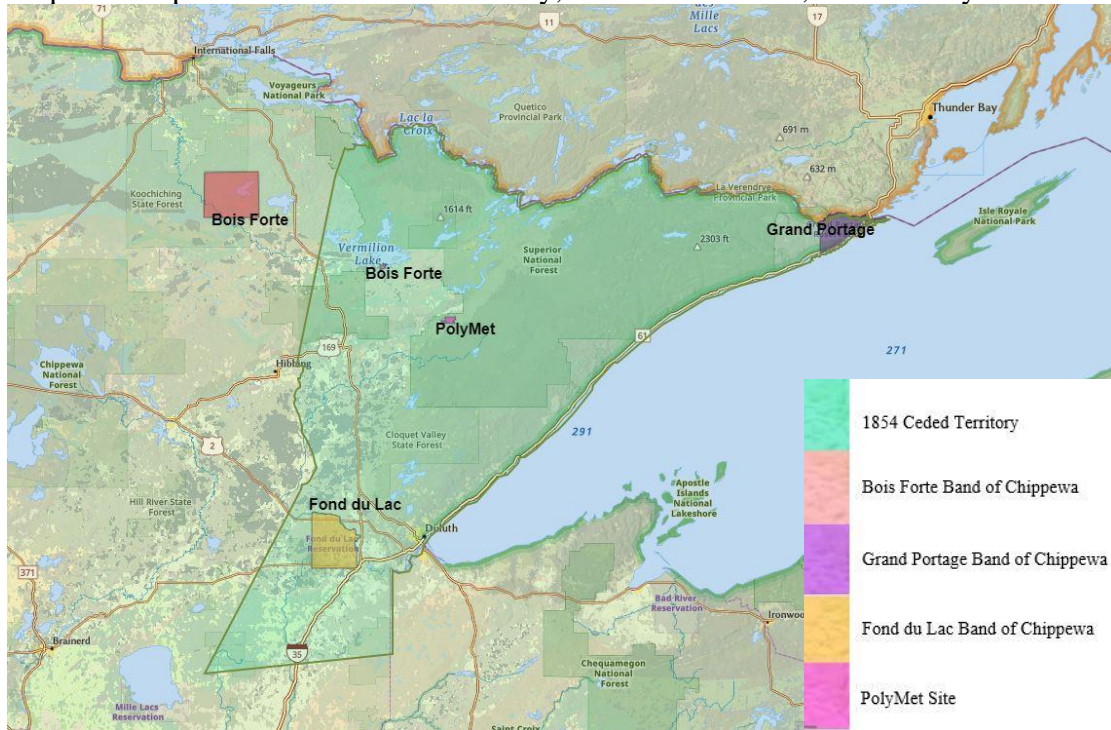 71
11
des
Mille
Lacs
17
International Falls
Voyageurs
National Park
Quetico
Provincial Park
Lac la
Croix
Thunder Bay
691 m
632 m
La Verendrye
Provincial Park
Koochiching
State Forest
Bois Forte
1614 ft
Grand Portage
Isle Royale
National Park
2303 ft
Superior
National
Forest
Vermilion
Lake
Bois Forte
PolyMet
61
169
271
Chippewa
National
Forest
Hibbing
291
Cloquet Valley
State Forest
2
Hill River State
Forest
Apostle
Islands
National
Lakeshore
Fond du Lac
Duluth
Fond du Lac
Reservation
371
Bad River
Reservation
Ironwoo
Brainerd
35
Chequamegon
National
Forest
Mille Lacs
Reservation
Saint Croix
1854 Ceded Territory
Bois Forte Band of Chippewa
Grand Portage Band of Chippewa
Fond du Lac Band of Chippewa
PolyMet Site